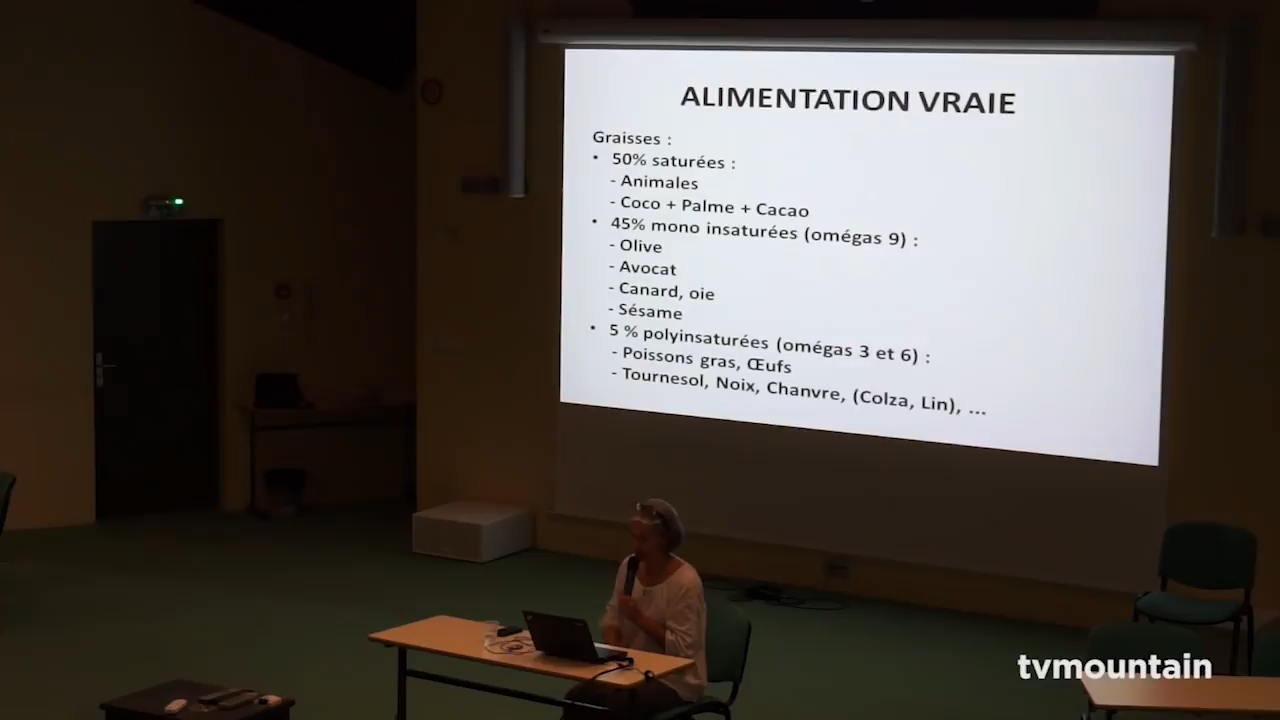 ALIMENTATION VRAIE
Graisses :
• 50% saturées :
- Animales
- Coco + Palme + Cacao
• 45% mono insaturées (omégas 9) :
- Olive
- Avocat
- Canard, oie
- Sésame
• 5 % polyinsaturées (omégas 3 et 6) :
- Poissons gras, Œufs
- Tournesol, Noix, Chanvre, (Colza, Lin), ...
tvmountain